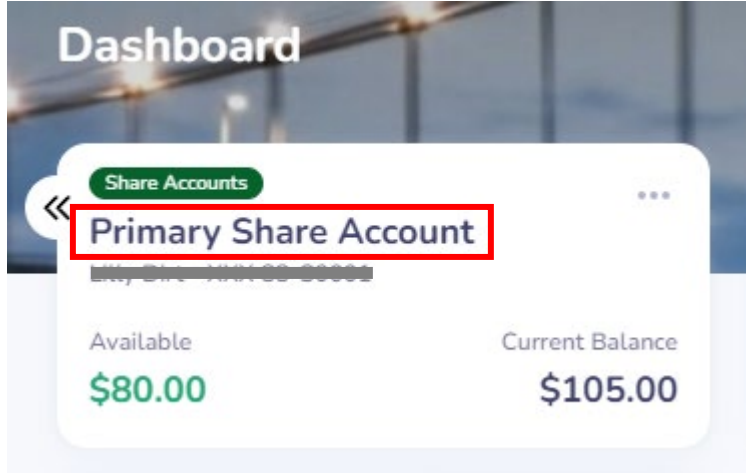 Dashboard
Share Accounts
Primary Share Account
Available
Current Balance
$80.00
$105.00